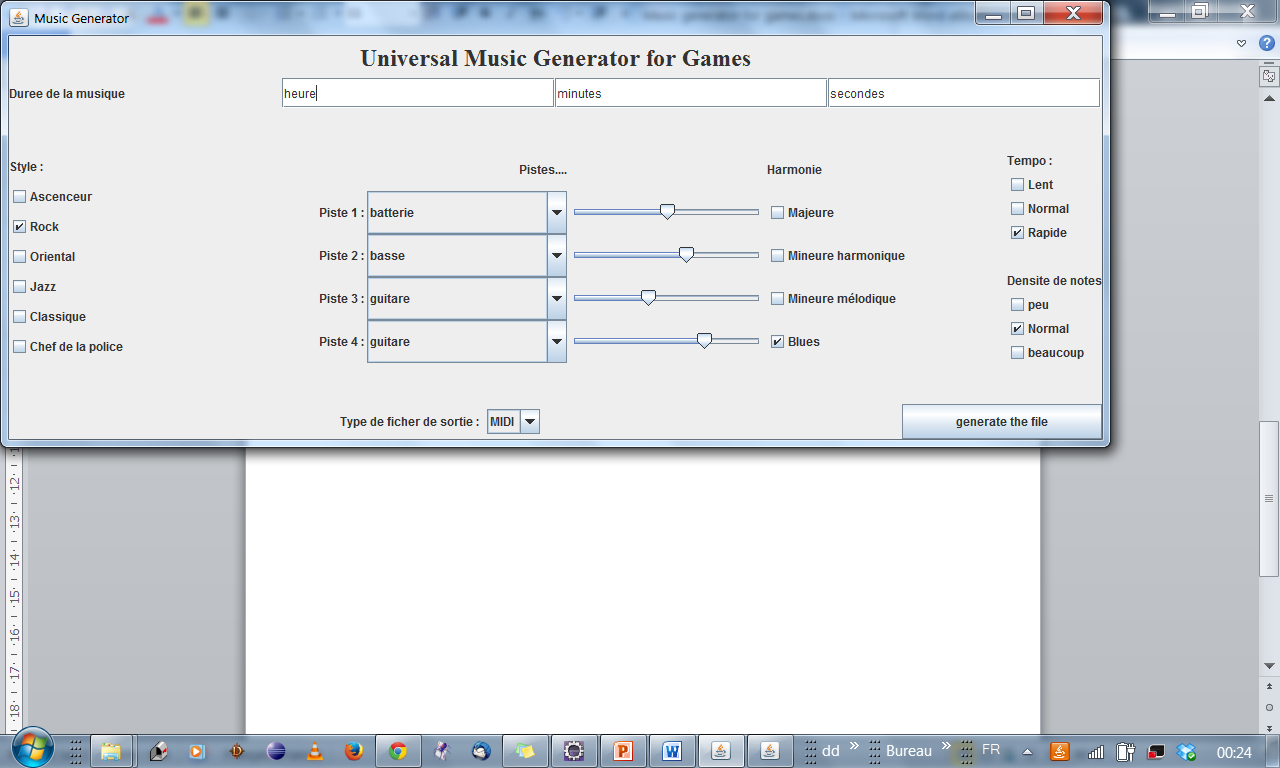 Music Generator
Universal Music Generator for Games
Duree de la musique
heure
minutes
secondes
Style :
Ascenceur
Rock
Oriental
Jazz
Classique
Chef de la police
Pistes....
Piste 1 : batterie
Piste 2 : basse
Piste 3 : guitare
Piste 4 : guitare
Harmonie
Majeure
Mineure harmonique
Mineure mélodique
Blues
Tempo :
Lent
Normal
Rapide
Densite de notes
peu
Normal
beaucoup
Type de ficher de sortie : MIDI
generate the file
·12·
·13·
·14·
·15·
·16·
·17·
·18·
dd
Bureau
FR
00:24